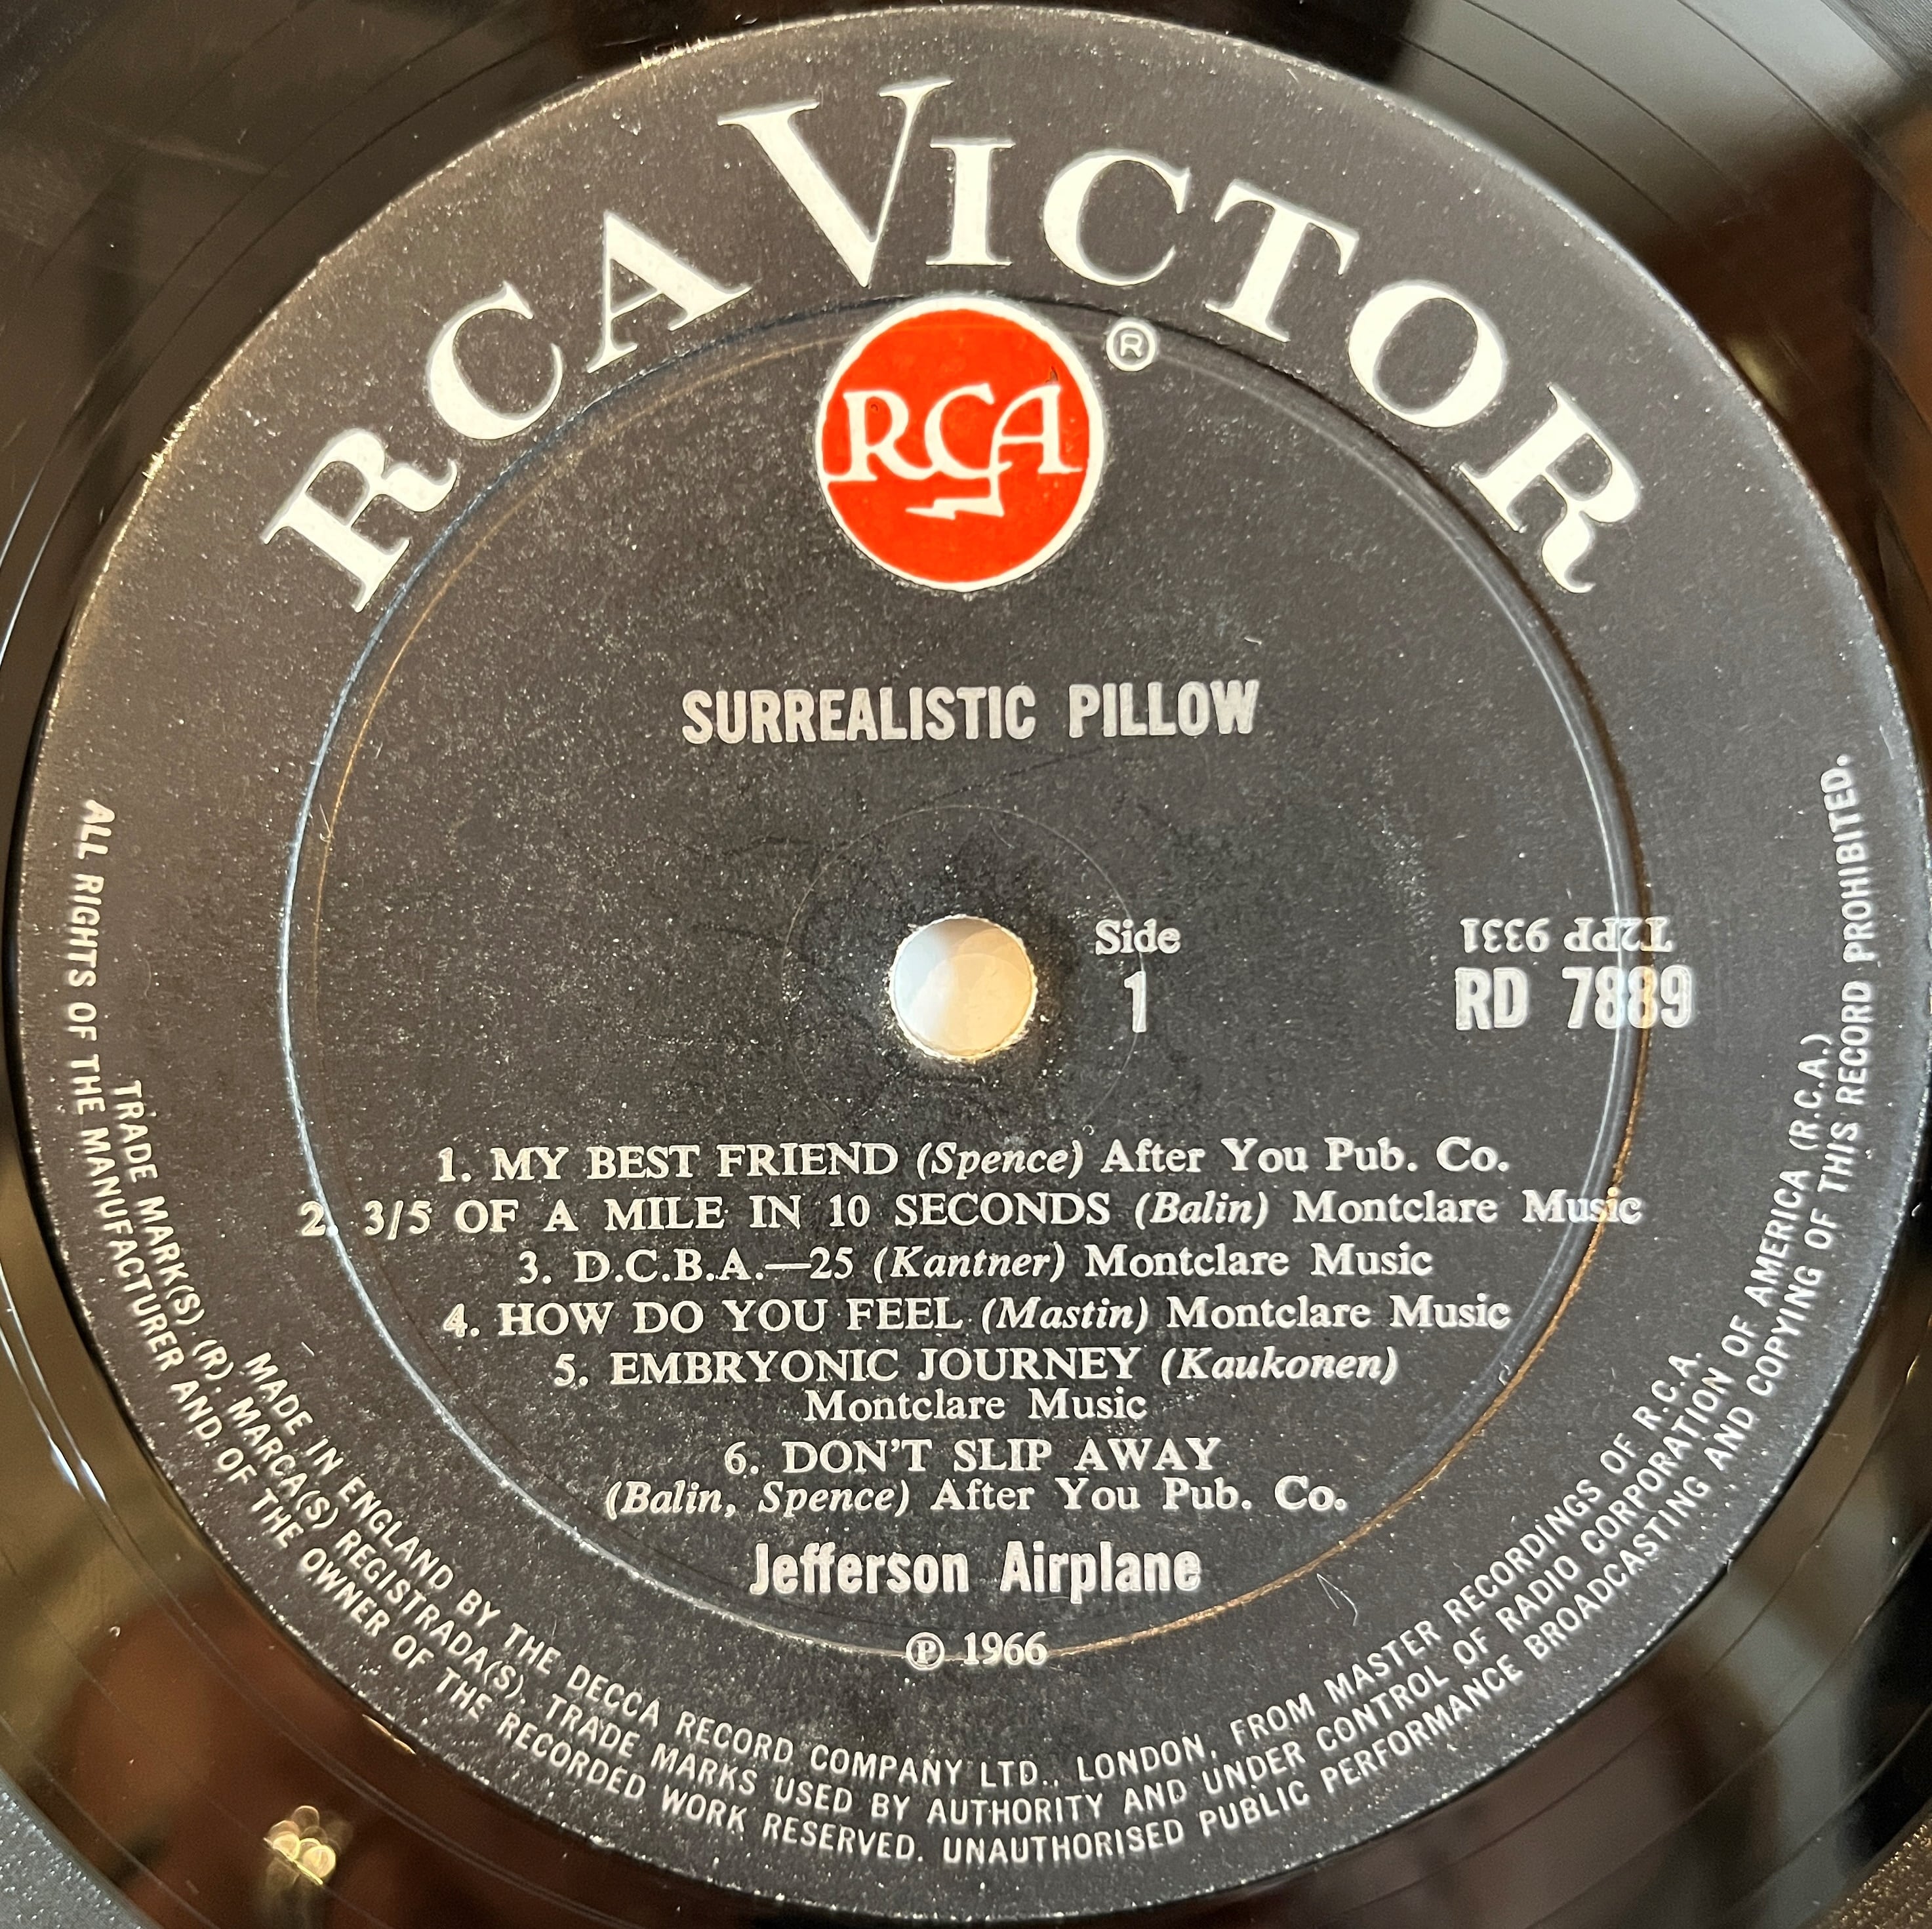 RCA VICTOR
RCA
®
SURREALISTIC PILLOW
Side
1
T2PP 9331
RD 7889
1. MY BEST FRIEND (Spence) After You Pub. Co.
2. 3/5 OF A MILE IN 10 SECONDS (Balin) Montclare Music
3. D.C.B.A.—25 (Kantner) Montclare Music
4. HOW DO YOU FEEL (Mastin) Montclare Music
5. EMBRYONIC JOURNEY (Kaukonen)
Montclare Music
6. DON'T SLIP AWAY
(Balin, Spence) After You Pub. Co.
Jefferson Airplane
℗ 1966
MADE IN ENGLAND BY THE DECCA RECORD COMPANY LTD., LONDON, FROM MASTER RECORDINGS OF R.C.A.
TRADE MARK(S) (R). MARCA(S) REGISTRADA(S). TRADE MARKS USED BY AUTHORITY AND UNDER CONTROL OF RADIO CORPORATION OF AMERICA (R.C.A.)
ALL RIGHTS OF THE MANUFACTURER AND OF THE OWNER OF THE RECORDED WORK RESERVED. UNAUTHORISED PUBLIC PERFORMANCE BROADCASTING AND COPYING OF THIS RECORD PROHIBITED.